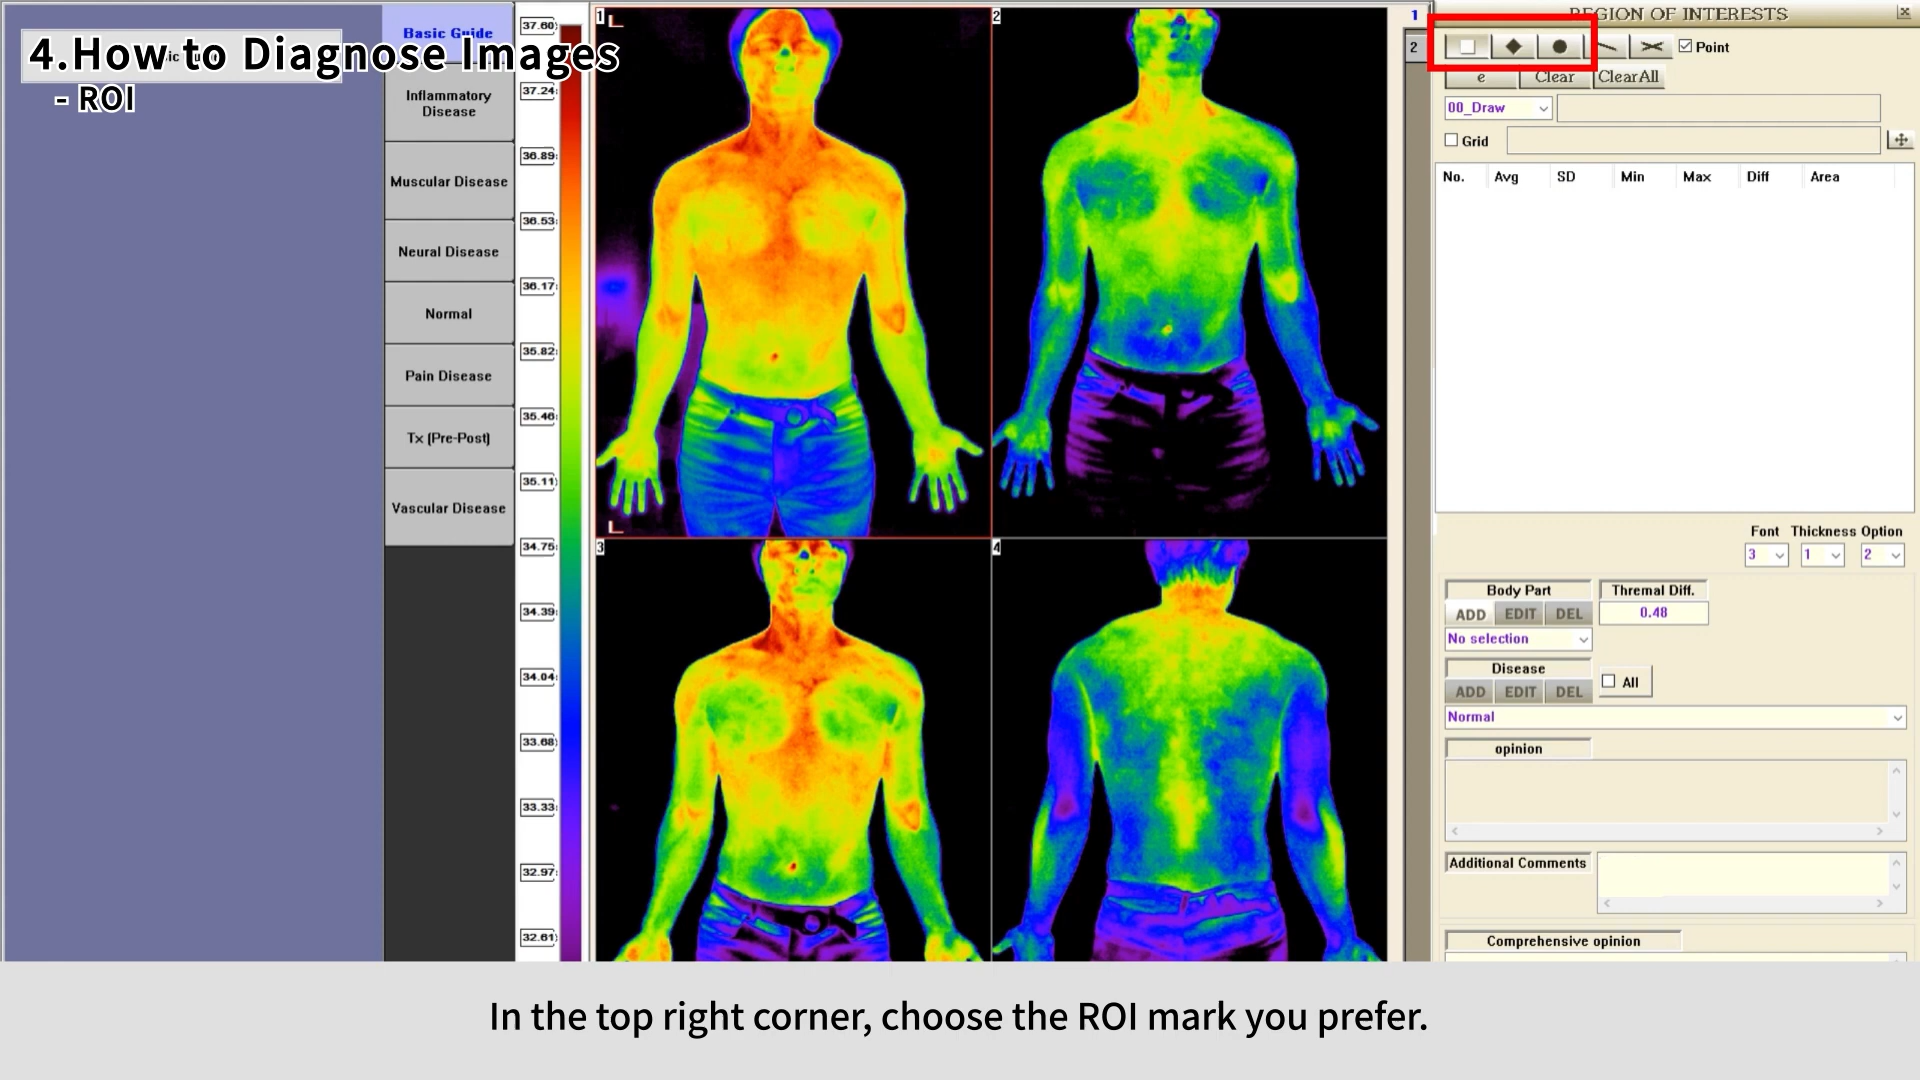 4.How to Diagnose Images
- ROI
Basic Guide
Inflammatory
Disease
Muscular Disease
Neural Disease
Normal
Pain Disease
Tx (Pre-Post)
Vascular Disease
37.60
37.24
36.89
36.53
36.17
35.82
35.46
35.11
34.75
34.39
34.04
33.68
33.33
32.97
32.61
1
L
L
2
3
4
1
2
REGION OF INTERESTS
Point
e
Clear
ClearAll
00_Draw
Grid
No. Avg SD Min Max Diff Area
Font Thickness Option
3 1 2
Body Part
Thremal Diff.
ADD EDIT DEL
0.48
No selection
Disease
All
ADD EDIT DEL
Normal
opinion
Additional Comments
Comprehensive opinion
In the top right corner, choose the ROI mark you prefer.